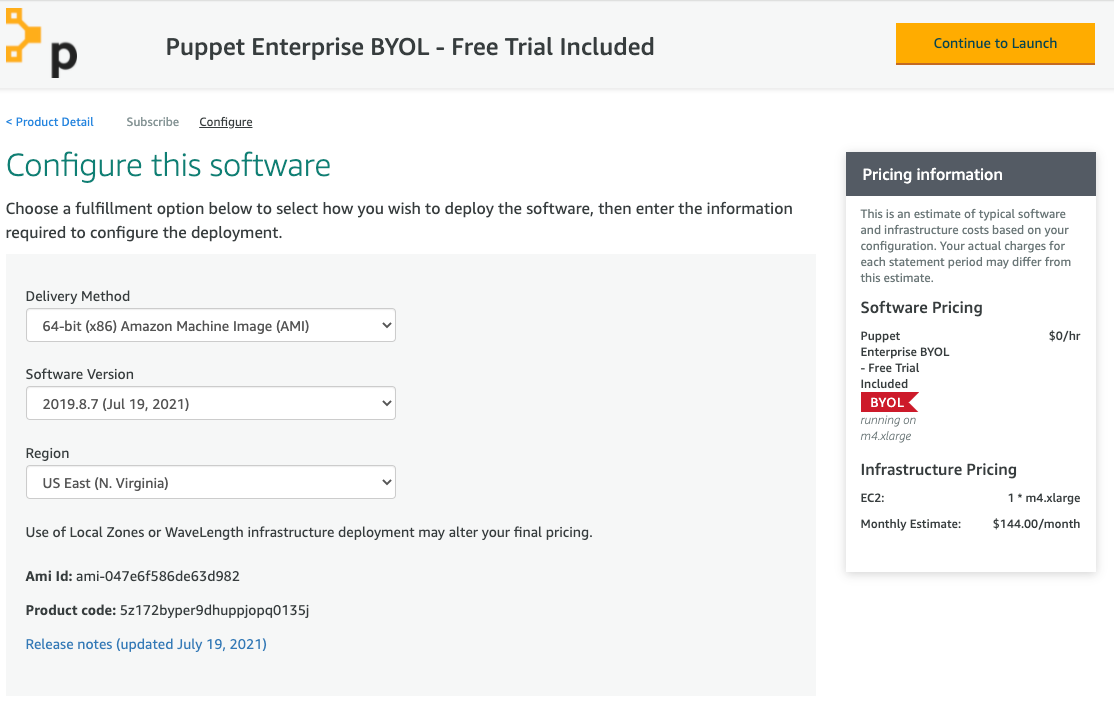 p
Puppet Enterprise BYOL - Free Trial Included
Continue to Launch
< Product Detail
Subscribe
Configure
Configure this software
Choose a fulfillment option below to select how you wish to deploy the software, then enter the information
required to configure the deployment.
Delivery Method
64-bit (x86) Amazon Machine Image (AMI)
Software Version
2019.8.7 (Jul 19, 2021)
Region
US East (N. Virginia)
Use of Local Zones or WaveLength infrastructure deployment may alter your final pricing.
Ami Id: ami-047e6f586de63d982
Product code: 5z172byper9dhuppjopq0135j
Release notes (updated July 19, 2021)
Pricing information
This is an estimate of typical software
and infrastructure costs based on your
configuration. Your actual charges for
each statement period may differ from
this estimate.
Software Pricing
Puppet $0/hr
Enterprise BYOL
- Free Trial
Included
BYOL
running on
m4.xlarge
Infrastructure Pricing
EC2: 1 * m4.xlarge
Monthly Estimate: $144.00/month